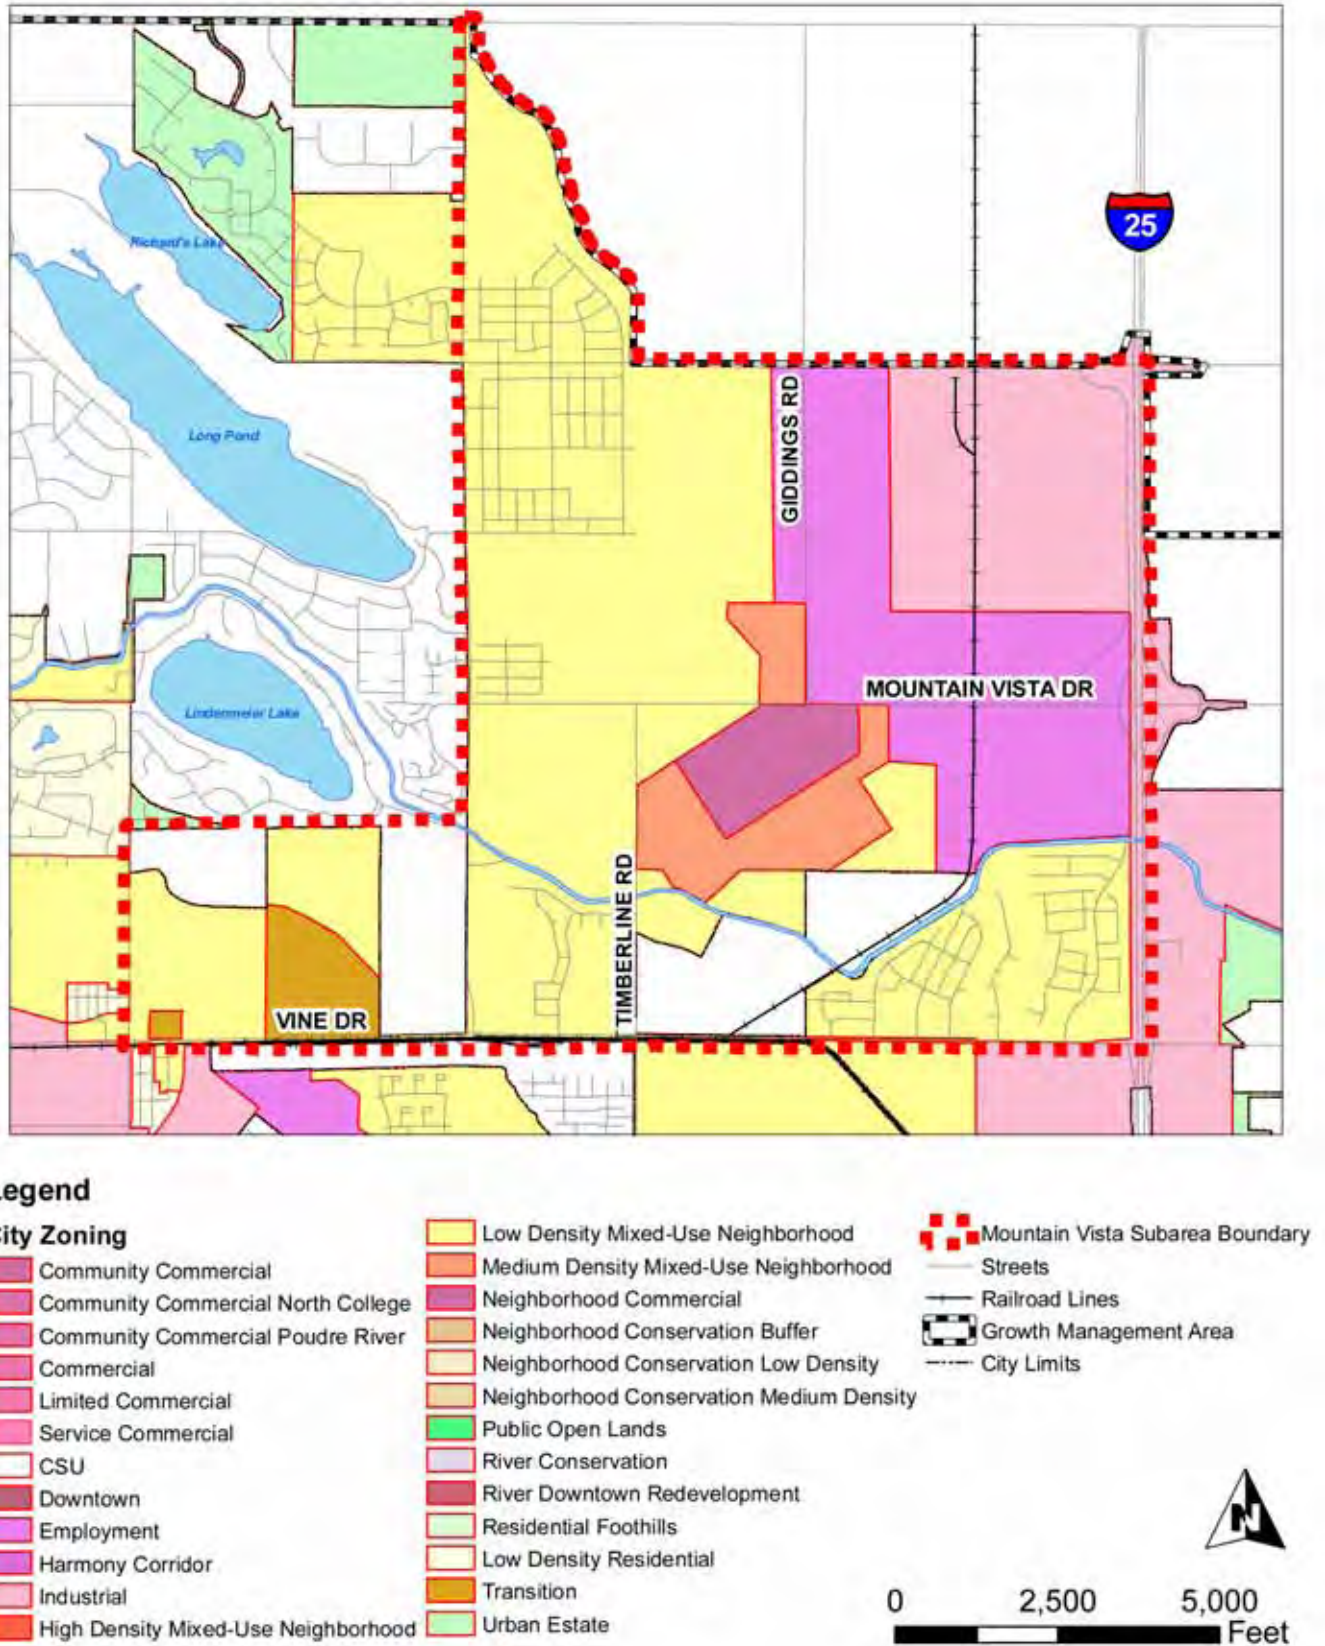 25
Richard's Lake
Long Pond
GIDDINGS RD
MOUNTAIN VISTA DR
Lindenmeier Lake
TIMBERLINE RD
VINE DR
egend
ity Zoning
Community Commercial
Community Commercial North College
Community Commercial Poudre River
Commercial
Limited Commercial
Service Commercial
CSU
Downtown
Employment
Harmony Corridor
Industrial
High Density Mixed-Use Neighborhood
Low Density Mixed-Use Neighborhood
Medium Density Mixed-Use Neighborhood
Neighborhood Commercial
Neighborhood Conservation Buffer
Neighborhood Conservation Low Density
Neighborhood Conservation Medium Density
Public Open Lands
River Conservation
River Downtown Redevelopment
Residential Foothills
Low Density Residential
Transition
Urban Estate
Mountain Vista Subarea Boundary
Streets
Railroad Lines
Growth Management Area
City Limits
N
0 2,500 5,000
Feet